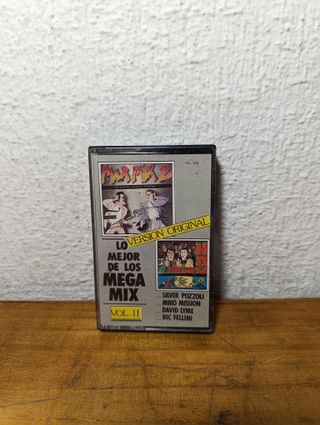 MAX MIX 2
VERSION ORIGINAL
LO
MEJOR
DE LOS
MEGA
MIX
VOL. II
SILVER POZZOLI
MIKO MISSION
DAVID LYME
RIC FELLINI